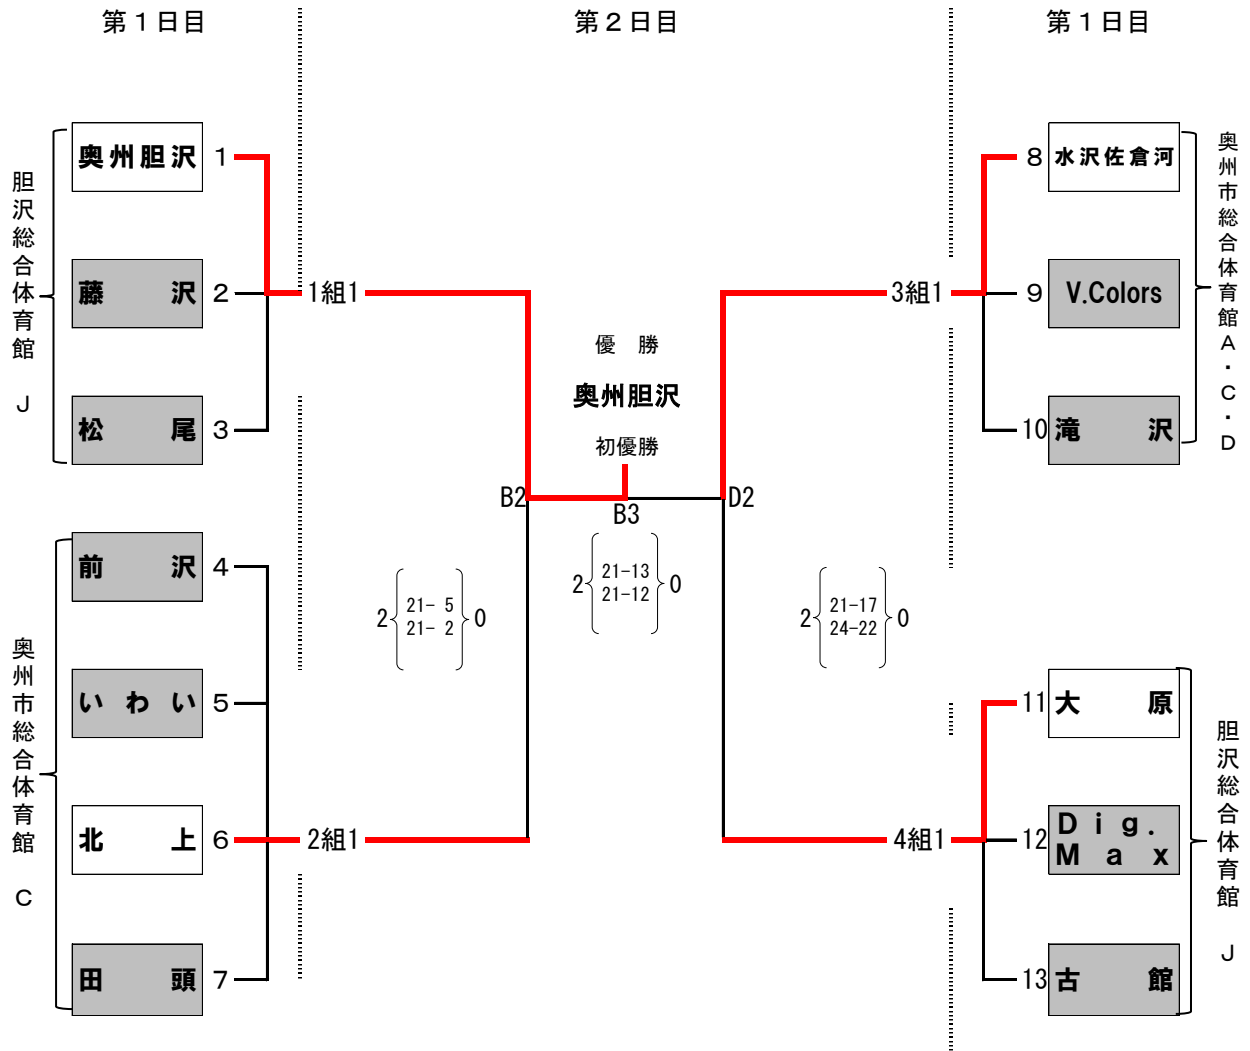 第１日目
第２日目
第１日目
胆沢総合体育館 J
奥州胆沢 1
藤沢 2
松尾 3
奥州市総合体育館 C
前沢 4
いわい 5
北上 6
田頭 7
1組1
2組1
優 勝
奥州胆沢
初優勝
B2
B3
D2
2 21- 5 0
21- 2
2 21-13 0
21-12
2 21-17 0
24-22
3組1
4組1
8 水沢佐倉河
9 V.Colors
10 滝沢
奥州市総合体育館A・C・D
11 大原
12 Dig.
Max
13 古館
胆沢総合体育館 J